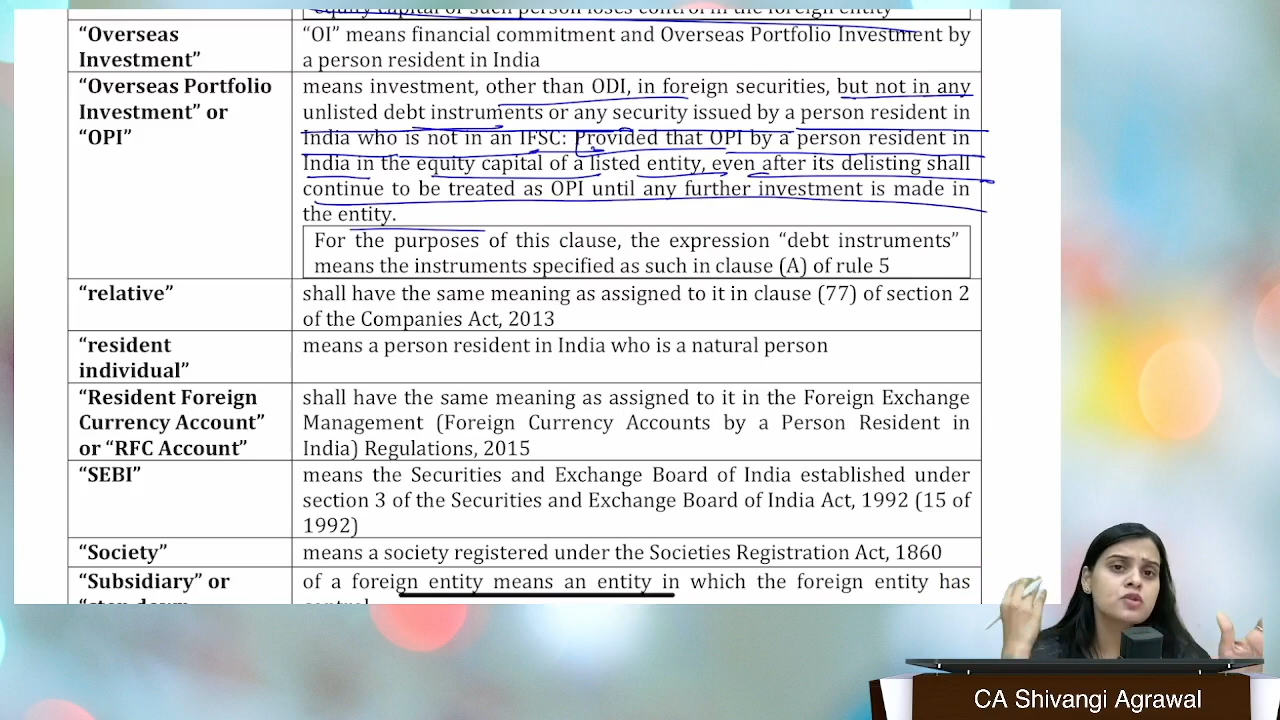 equity capital or such person loses control in the foreign entity
“Overseas
Investment”
“OI” means financial commitment and Overseas Portfolio Investment by
a person resident in India
“Overseas Portfolio
Investment” or
“OPI”
means investment, other than ODI, in foreign securities, but not in any
unlisted debt instruments or any security issued by a person resident in
India who is not in an IFSC: Provided that OPI by a person resident in
India in the equity capital of a listed entity, even after its delisting shall
continue to be treated as OPI until any further investment is made in
the entity.
For the purposes of this clause, the expression “debt instruments”
means the instruments specified as such in clause (A) of rule 5
“relative”
shall have the same meaning as assigned to it in clause (77) of section 2
of the Companies Act, 2013
“resident
individual”
means a person resident in India who is a natural person
“Resident Foreign
Currency Account”
or “RFC Account”
shall have the same meaning as assigned to it in the Foreign Exchange
Management (Foreign Currency Accounts by a Person Resident in
India) Regulations, 2015
“SEBI”
means the Securities and Exchange Board of India established under
section 3 of the Securities and Exchange Board of India Act, 1992 (15 of
1992)
“Society”
means a society registered under the Societies Registration Act, 1860
“Subsidiary” or
of a foreign entity means an entity in which the foreign entity has
CA Shivangi Agrawal